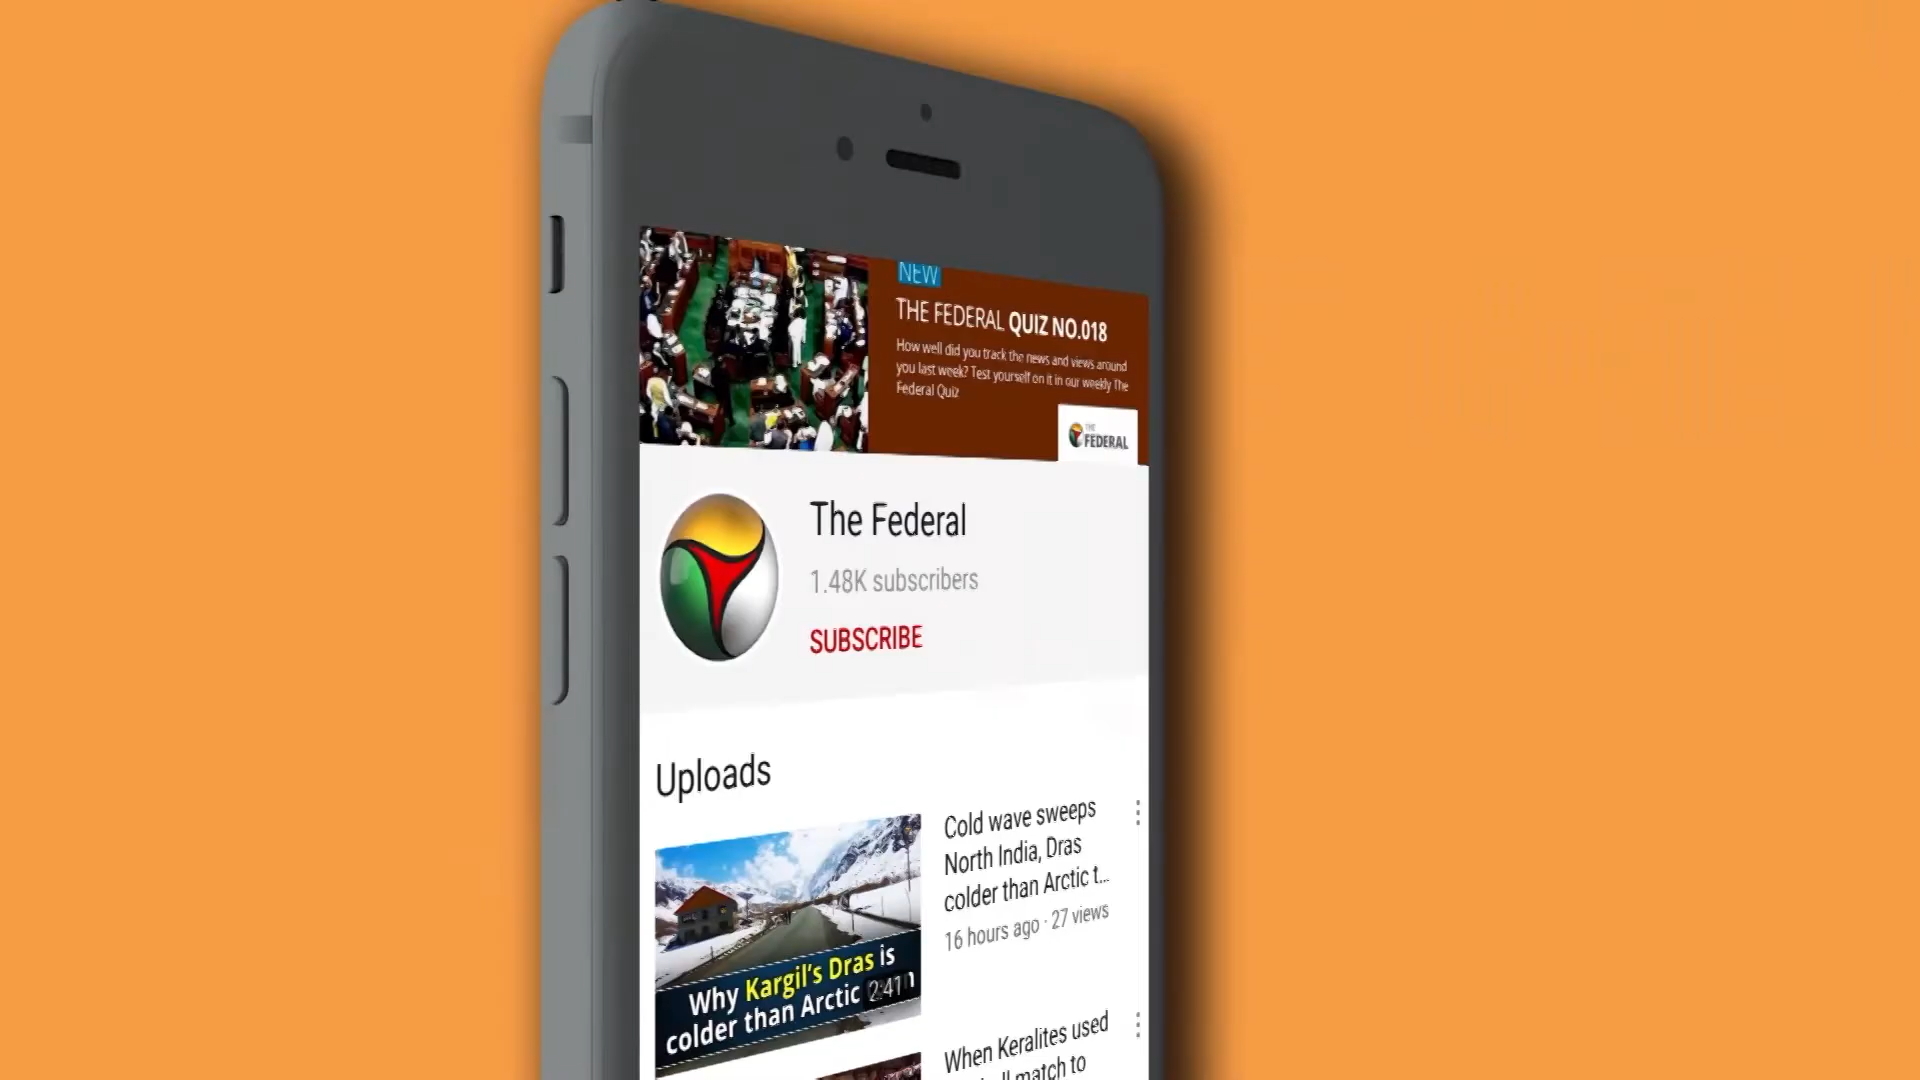 NEW
THE FEDERAL QUIZ NO.018
How well did you track the news and views around
you last week? Test yourself on it in our weekly The
Federal Quiz
THE
FEDERAL
The Federal
1.48K subscribers
SUBSCRIBE
Uploads
Cold wave sweeps
North India, Dras
colder than Arctic t...
16 hours ago · 27 views
Why Kargil's Dras is
colder than Arctic
2:41
When Keralites used
match to